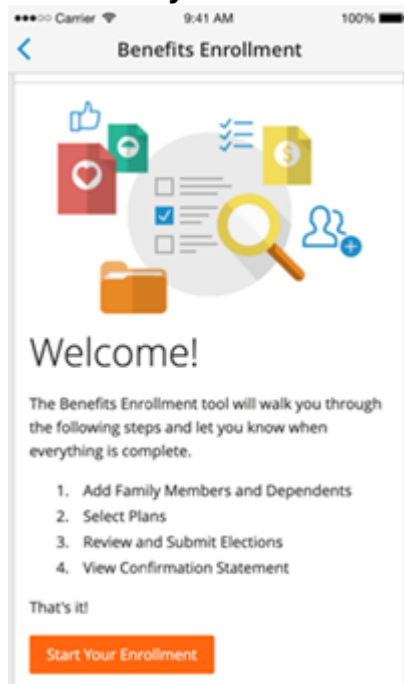 Carrier 9:41 AM 100%
Benefits Enrollment
$
Welcome!
The Benefits Enrollment tool will walk you through
the following steps and let you know when
everything is complete.
1. Add Family Members and Dependents
2. Select Plans
3. Review and Submit Elections
4. View Confirmation Statement
That's it!
Start Your Enrollment